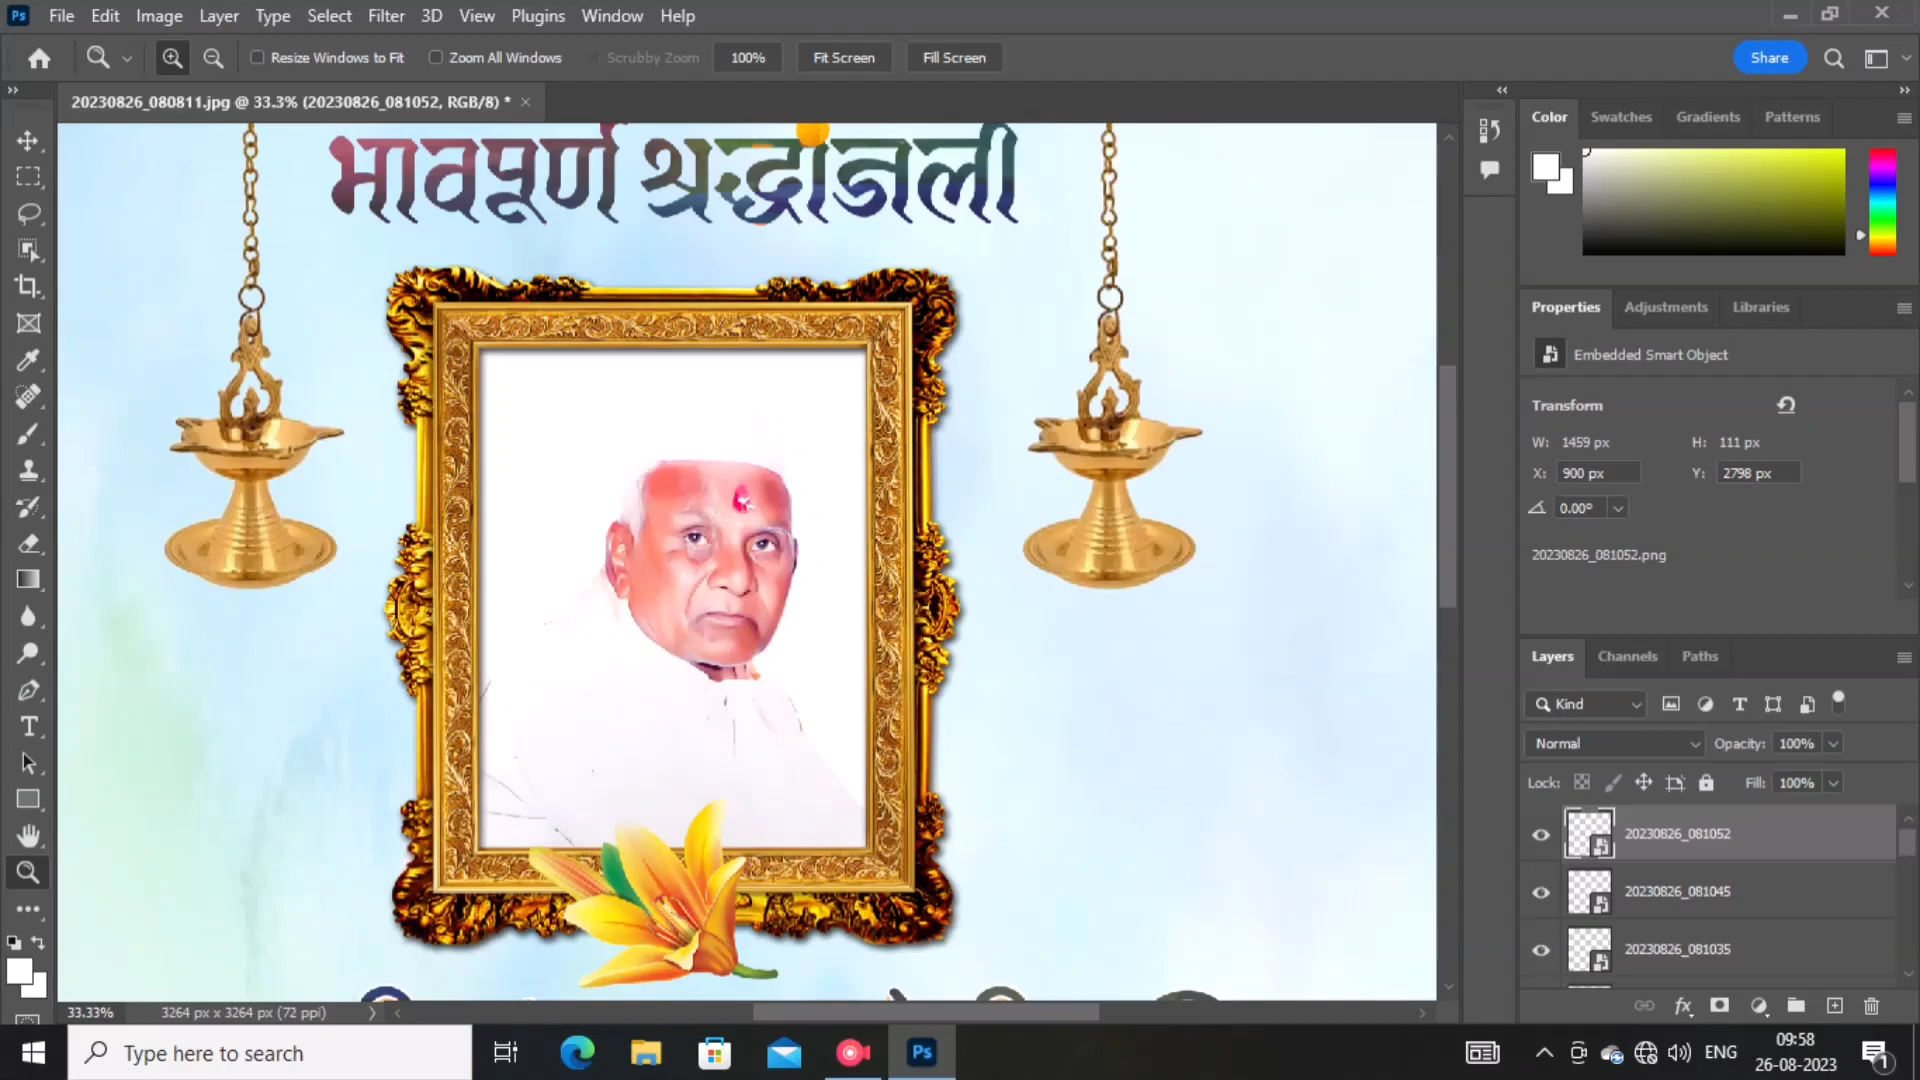 Ps File Edit Image Layer Type Select Filter 3D View Plugins Window Help
Resize Windows to Fit Zoom All Windows Scrubby Zoom 100% Fit Screen Fill Screen Share
20230826_080811.jpg @ 33.3% (20230826_081052, RGB/8) * ×
Color Swatches Gradients Patterns
भावपूर्ण श्रद्धांजली
Properties Adjustments Libraries
Embedded Smart Object
Transform
W: 1459 px H: 111 px
X: 900 px Y: 2798 px
0.00°
20230826_081052.png
Layers Channels Paths
Kind
Normal Opacity: 100%
Lock: Fill: 100%
20230826_081052
20230826_081045
20230826_081035
33.33% 3264 px x 3264 px (72 ppi)
Type here to search
Ps
ENG
09:58
26-08-2023
1